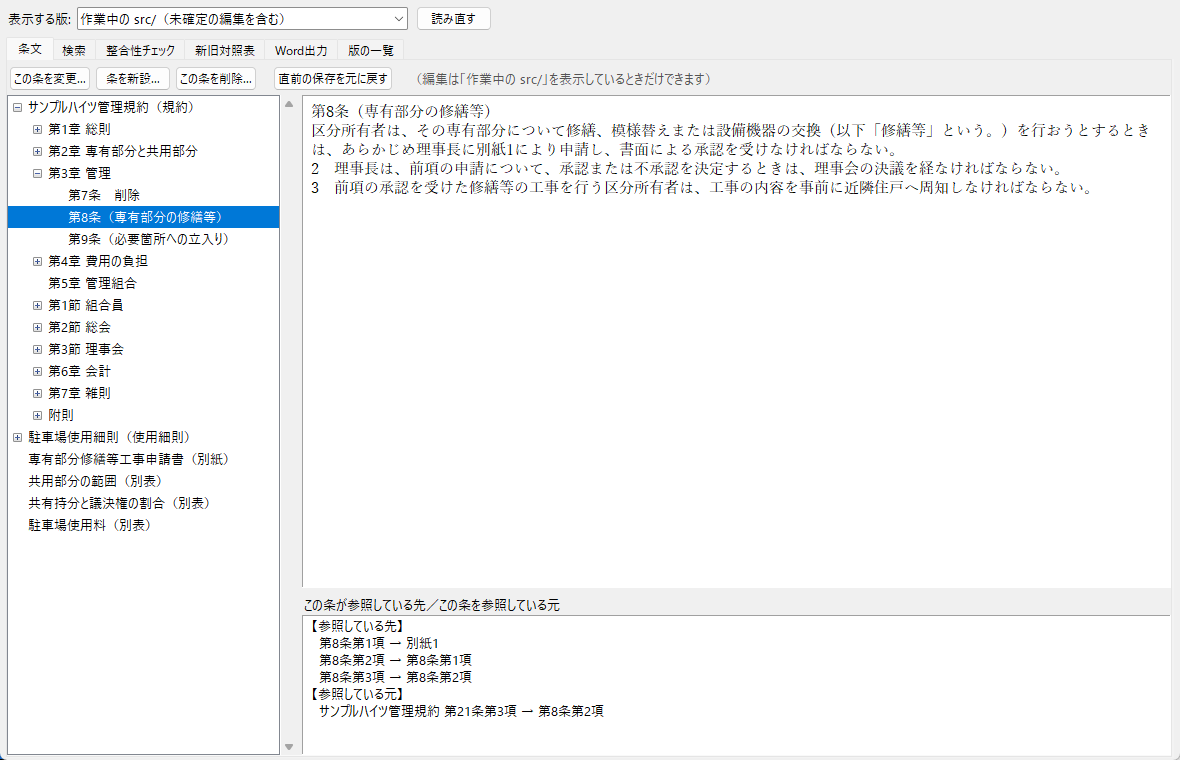 表示する版: 作業中の src/（未確定の編集を含む） 読み直す
条文 検索 整合性チェック 新旧対照表 Word出力 版の一覧
この条を変更... 条を新設... この条を削除... 直前の保存を元に戻す （編集は「作業中の src/」を表示しているときだけできます）
サンプルハイツ管理規約（規約）
第1章 総則
第2章 専有部分と共用部分
第3章 管理
第7条　削除
第8条（専有部分の修繕等）
第9条（必要箇所への立入り）
第4章 費用の負担
第5章 管理組合
第1節 組合員
第2節 総会
第3節 理事会
第6章 会計
第7章 雑則
附則
駐車場使用細則（使用細則）
専有部分修繕等工事申請書（別紙）
共用部分の範囲（別表）
共有持分と議決権の割合（別表）
駐車場使用料（別表）
第8条（専有部分の修繕等）
区分所有者は、その専有部分について修繕、模様替えまたは設備機器の交換（以下「修繕等」という。）を行おうとするとき
は、あらかじめ理事長に別紙1により申請し、書面による承認を受けなければならない。
2　理事長は、前項の申請について、承認または不承認を決定するときは、理事会の決議を経なければならない。
3　前項の承認を受けた修繕等の工事を行う区分所有者は、工事の内容を事前に近隣住戸へ周知しなければならない。
この条が参照している先／この条を参照している元
【参照している先】
第8条第1項 → 別紙1
第8条第2項 → 第8条第1項
第8条第3項 → 第8条第2項
【参照している元】
サンプルハイツ管理規約 第21条第3項 → 第8条第2項